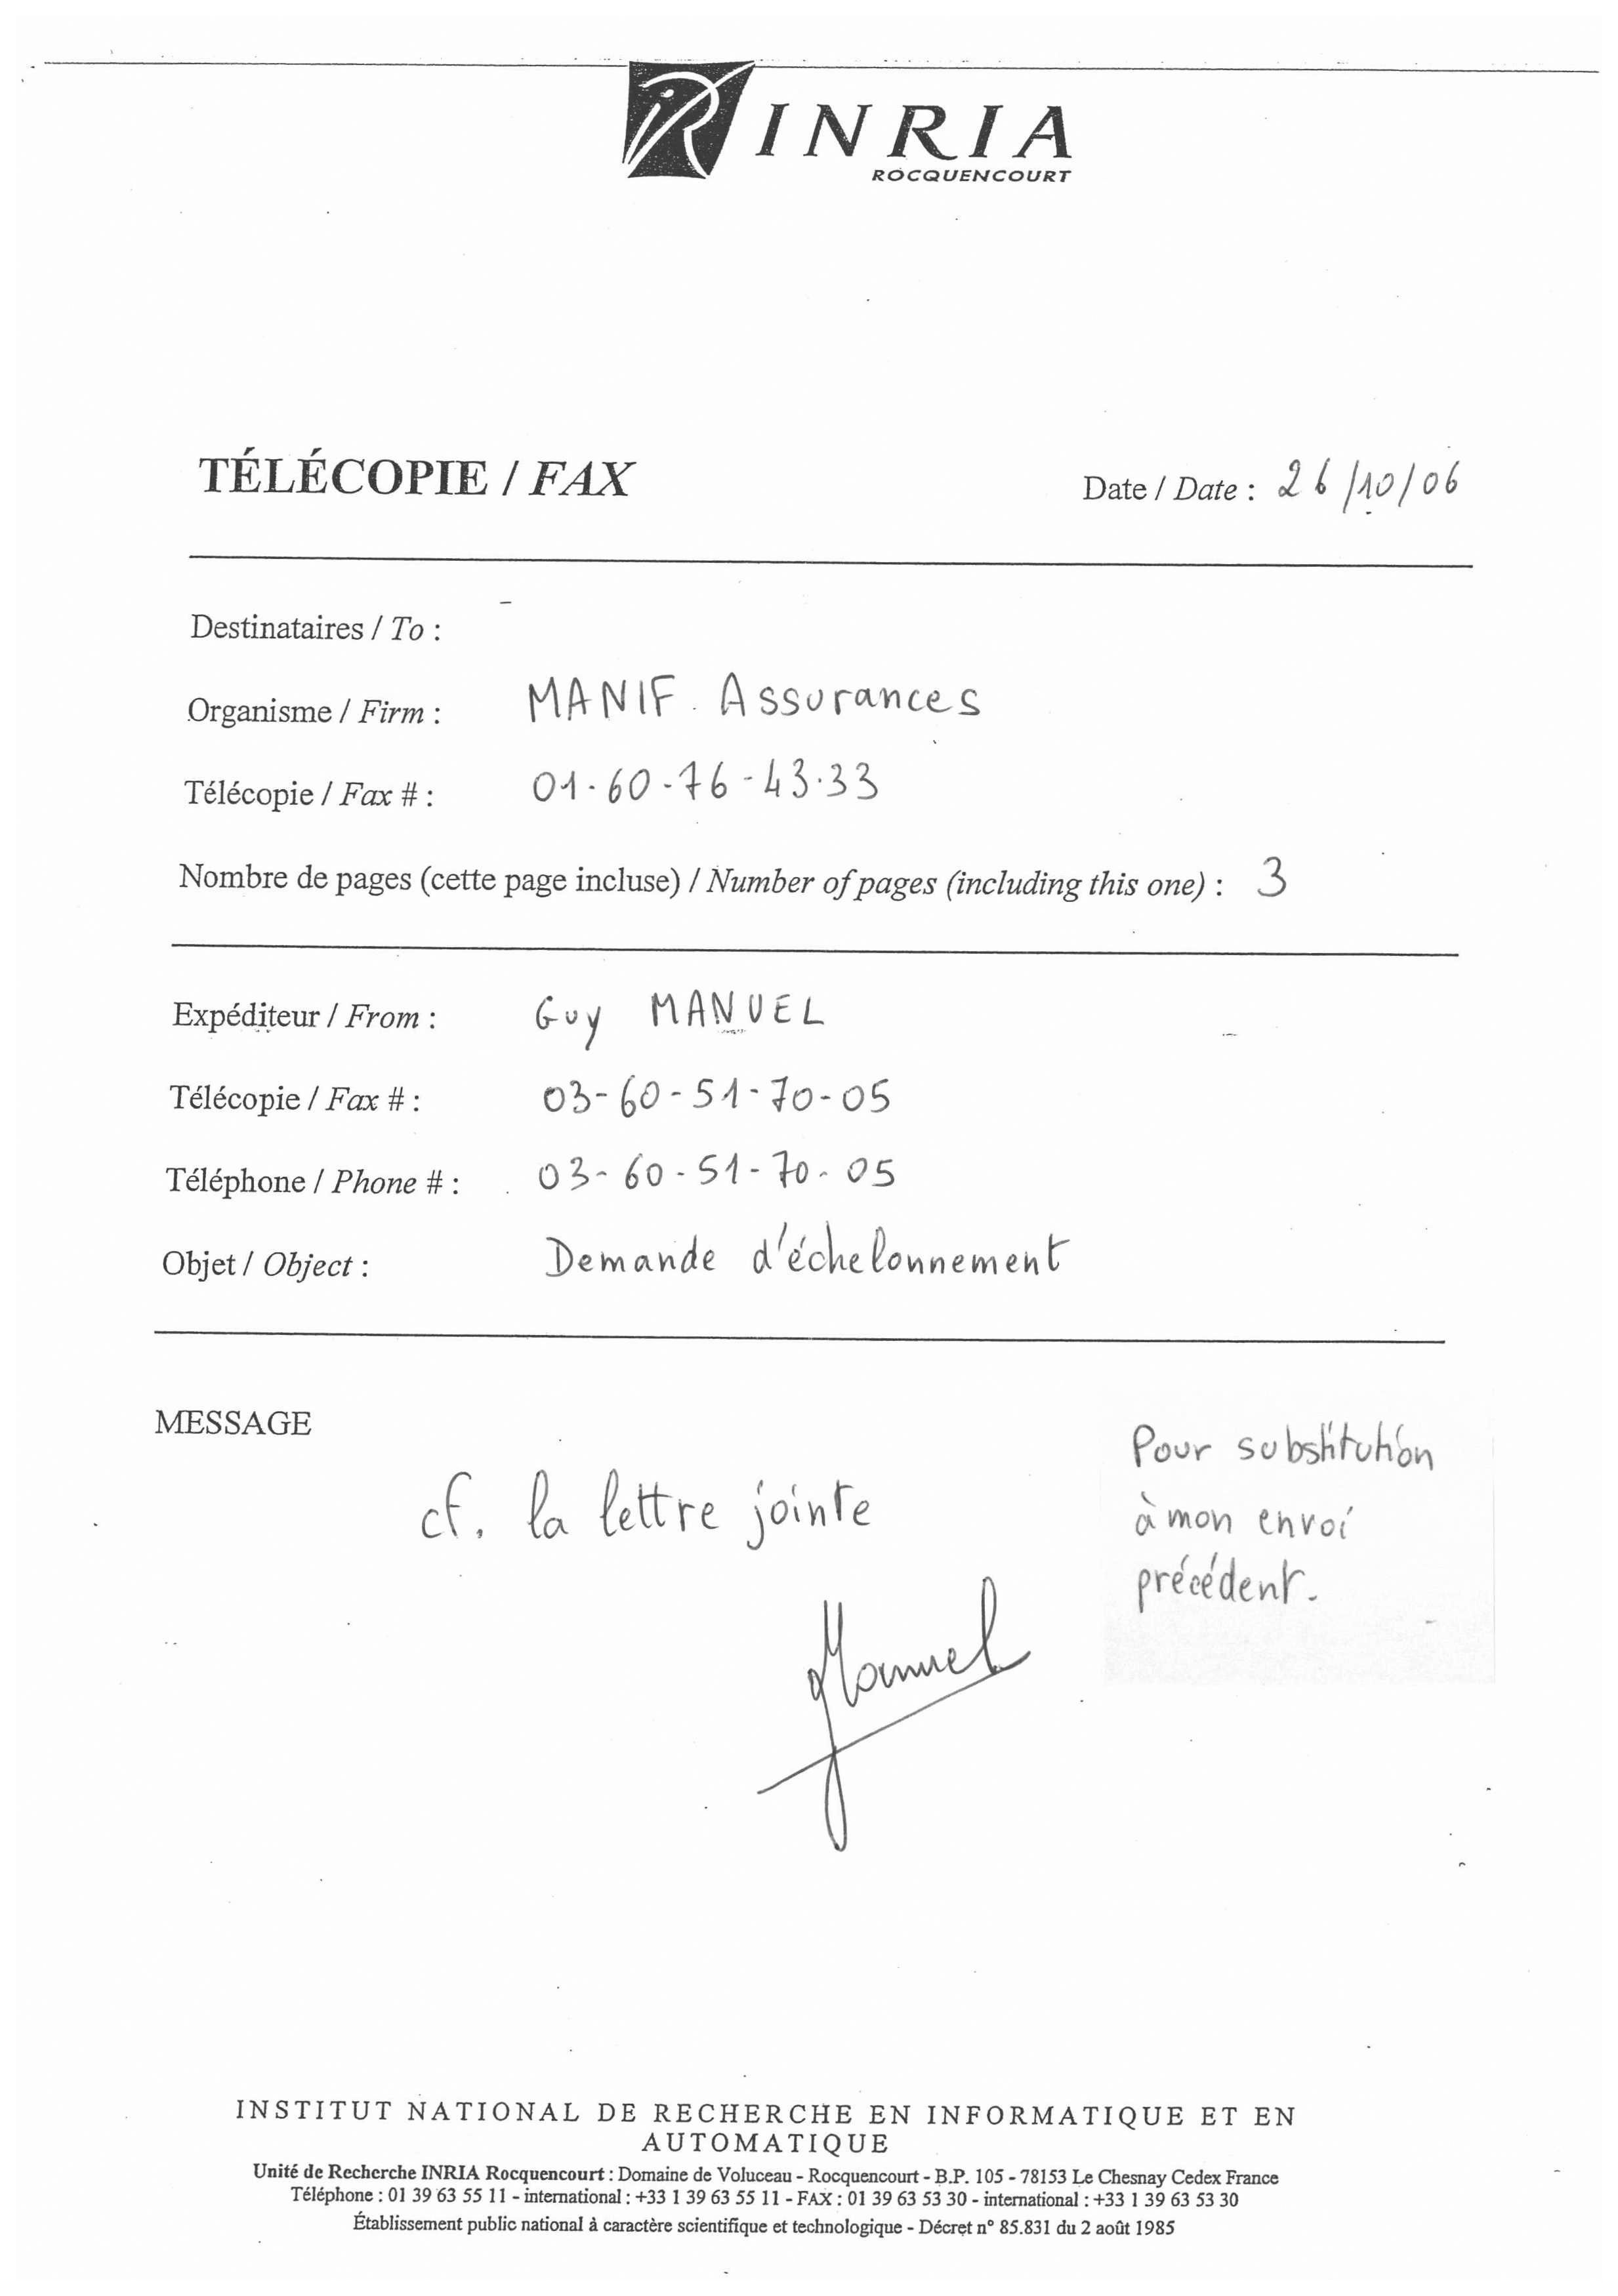 INRIA
ROCQUENCOURT
TÉLÉCOPIE / FAX
Date / Date : 26/10/06
Destinataires / To :
Organisme / Firm : MANIF Assurances
Télécopie / Fax # : 01-60-76-43-33
Nombre de pages (cette page incluse) / Number of pages (including this one) : 3
Expéditeur / From : Guy MANUEL
Télécopie / Fax # : 03-60-51-70-05
Téléphone / Phone # : 03-60-51-70-05
Objet / Object : Demande d'échelonnement
MESSAGE
cf. la lettre jointe
Pour substitution
à mon envoi
précédent.
Manuel
INSTITUT NATIONAL DE RECHERCHE EN INFORMATIQUE ET EN
AUTOMATIQUE
Unité de Recherche INRIA Rocquencourt : Domaine de Voluceau - Rocquencourt - B.P. 105 - 78153 Le Chesnay Cedex France
Téléphone : 01 39 63 55 11 - international : +33 1 39 63 55 11 - FAX : 01 39 63 53 30 - international : +33 1 39 63 53 30
Établissement public national à caractère scientifique et technologique - Décret n° 85.831 du 2 août 1985